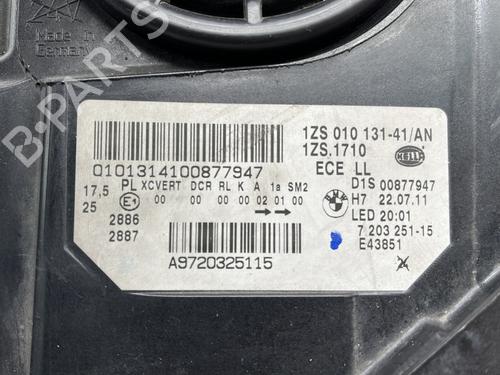 Made in
Germany
B-PARTS
1ZS 010 131-41/AN
1ZS.1710
0101314100877947
ECE LL
HELLA
17,5 PL XCVERT DCR RL K A 1a SM2
D1S 00877947
25 E1 00 00 00 00 02 01 00
H7 22.07.11
2886
LED 20:01
2887
7 203 251-15
E43851
A9720325115